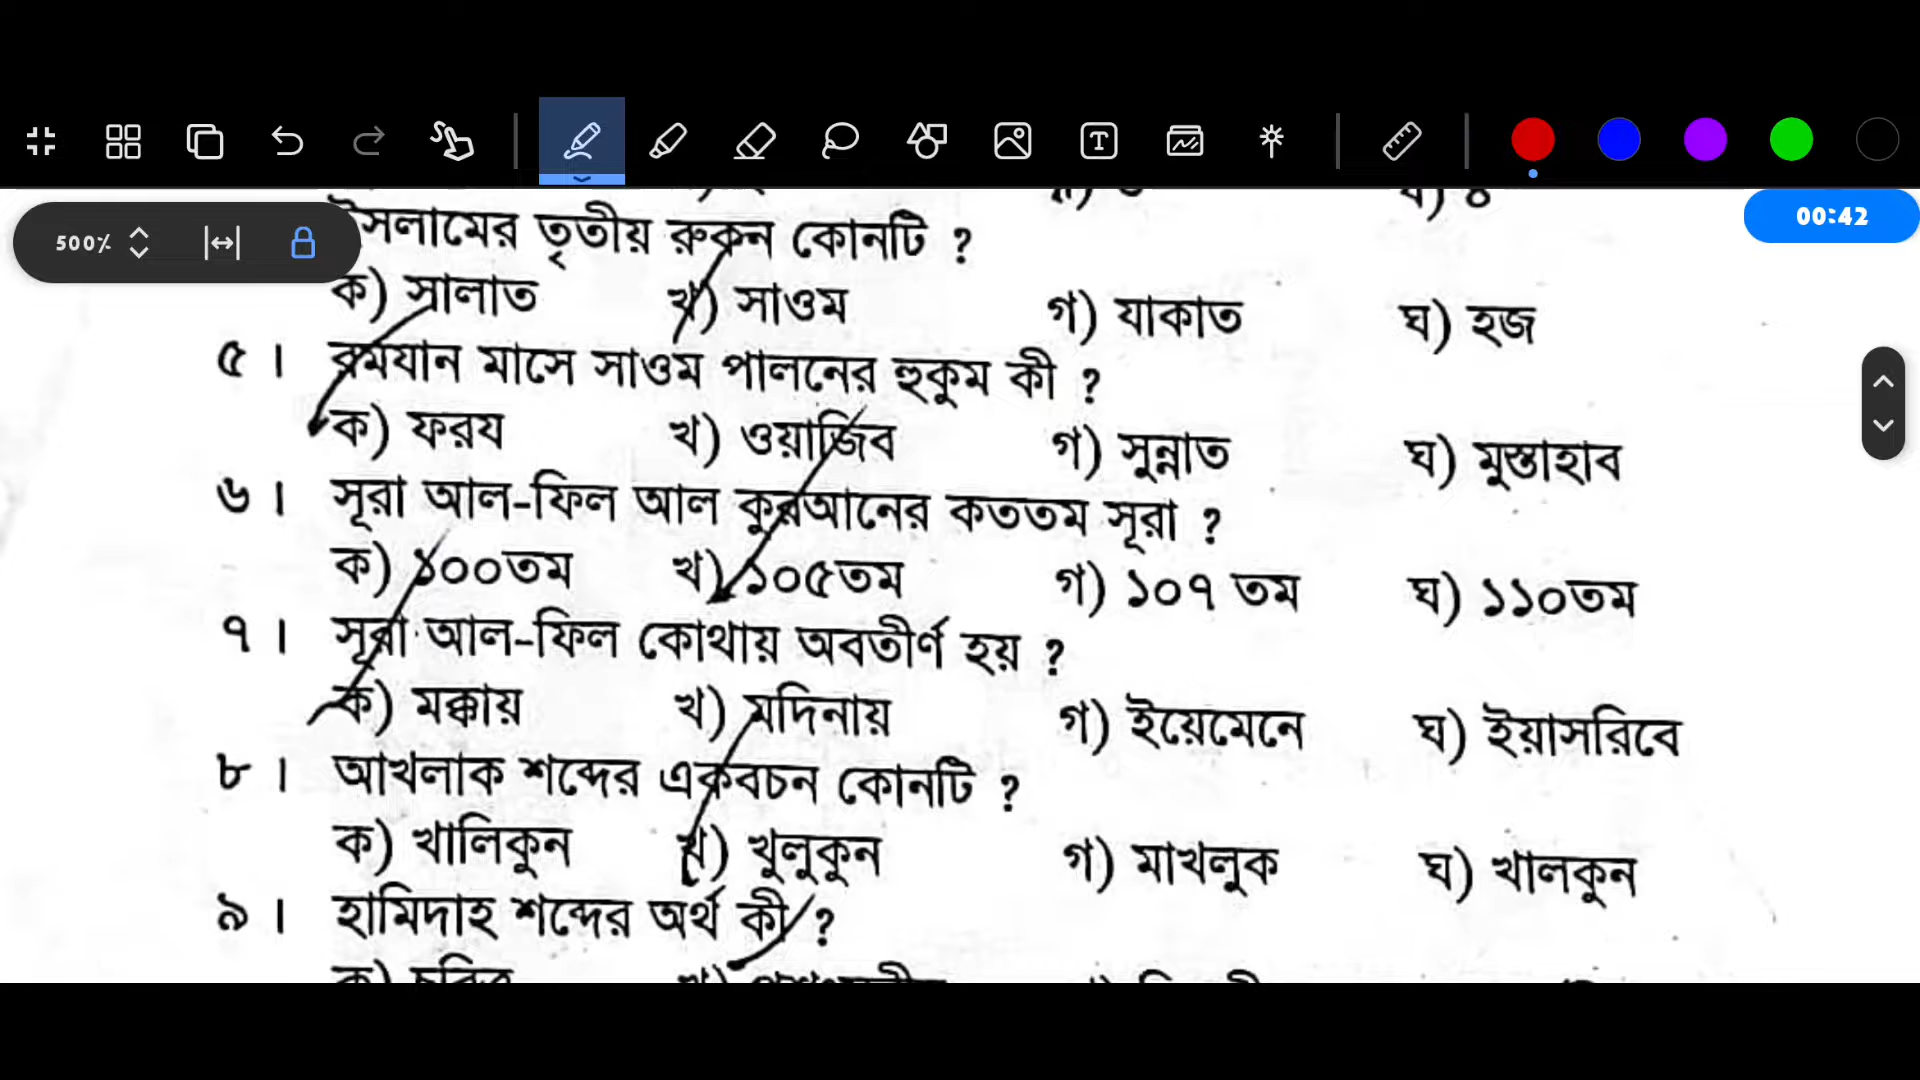 500%
00:42
ইসলামের তৃতীয় রুকন কোনটি ?
ক) সালাত খ) সাওম গ) যাকাত ঘ) হজ
৫ । রমযান মাসে সাওম পালনের হুকুম কী ?
ক) ফরয খ) ওয়াজিব গ) সুন্নাত ঘ) মুস্তাহাব
৬ । সূরা আল-ফিল আল কুরআনের কততম সূরা ?
ক) ১০০তম খ) ১০৫তম গ) ১০৭ তম ঘ) ১১০তম
৭ । সূরা আল-ফিল কোথায় অবতীর্ণ হয় ?
ক) মক্কায় খ) মদিনায় গ) ইয়েমেনে ঘ) ইয়াসরিবে
৮ । আখলাক শব্দের একবচন কোনটি ?
ক) খালিকুন খ) খুলুকুন গ) মাখলুক ঘ) খালকুন
৯ । হামিদাহ শব্দের অর্থ কী ?